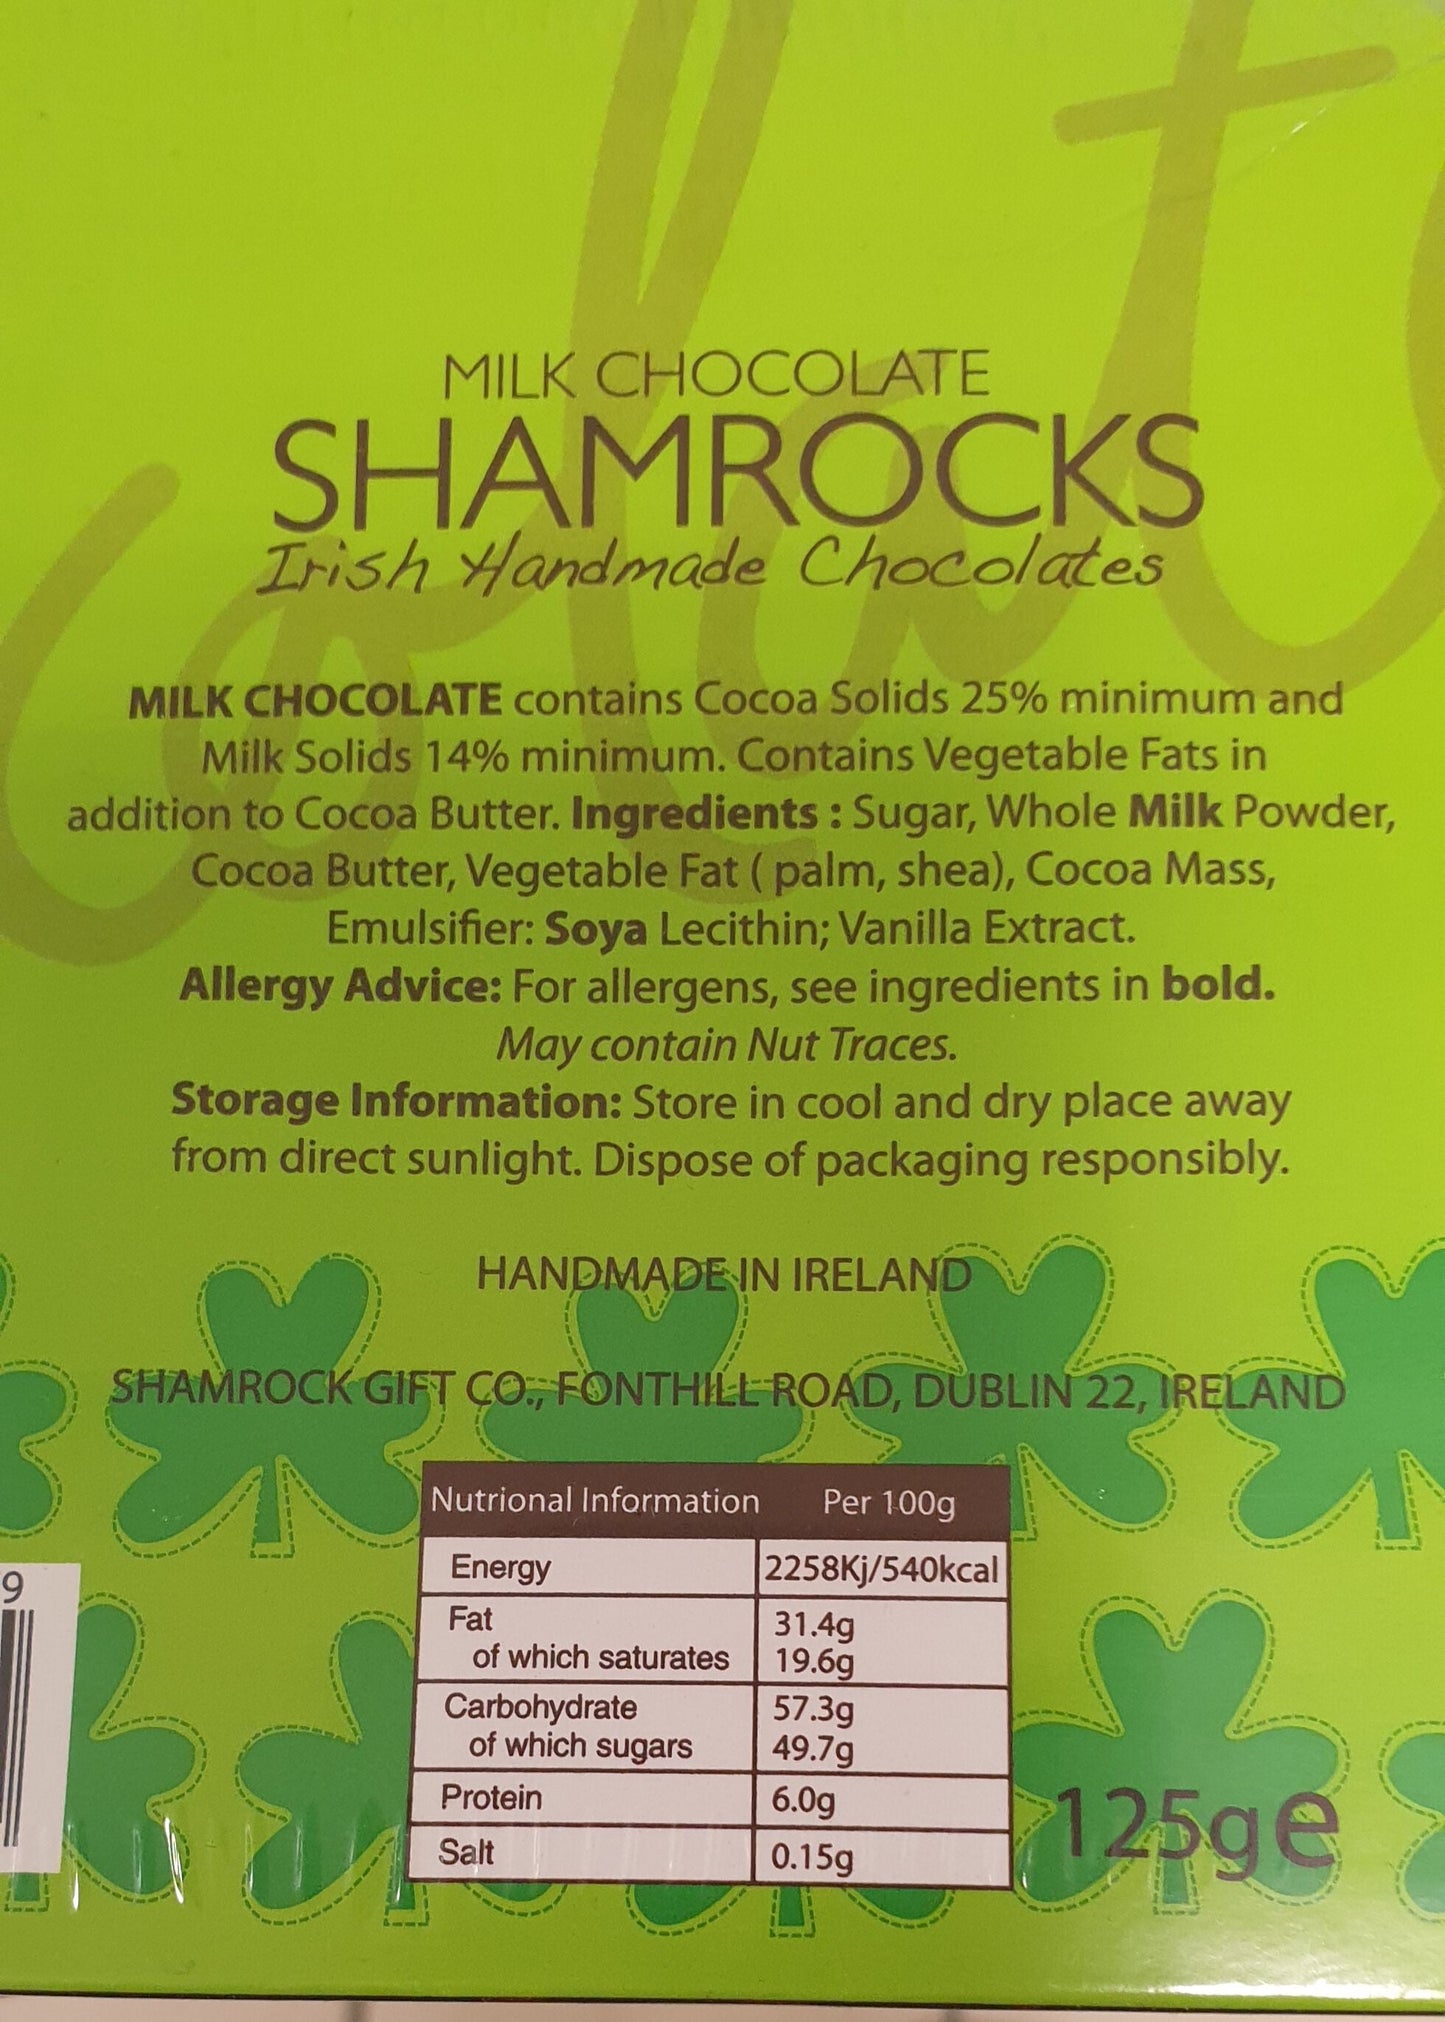 MILK CHOCOLATE
SHAMROCKS
Irish Handmade Chocolates
MILK CHOCOLATE contains Cocoa Solids 25% minimum and
Milk Solids 14% minimum. Contains Vegetable Fats in
addition to Cocoa Butter. Ingredients : Sugar, Whole Milk Powder,
Cocoa Butter, Vegetable Fat ( palm, shea), Cocoa Mass,
Emulsifier: Soya Lecithin; Vanilla Extract.
Allergy Advice: For allergens, see ingredients in bold.
May contain Nut Traces.
Storage Information: Store in cool and dry place away
from direct sunlight. Dispose of packaging responsibly.
HANDMADE IN IRELAND
SHAMROCK GIFT CO., FONTHILL ROAD, DUBLIN 22, IRELAND
Nutrional Information Per 100g
Energy 2258Kj/540kcal
Fat 31.4g
of which saturates 19.6g
Carbohydrate 57.3g
of which sugars 49.7g
Protein 6.0g
Salt 0.15g
125ge
9